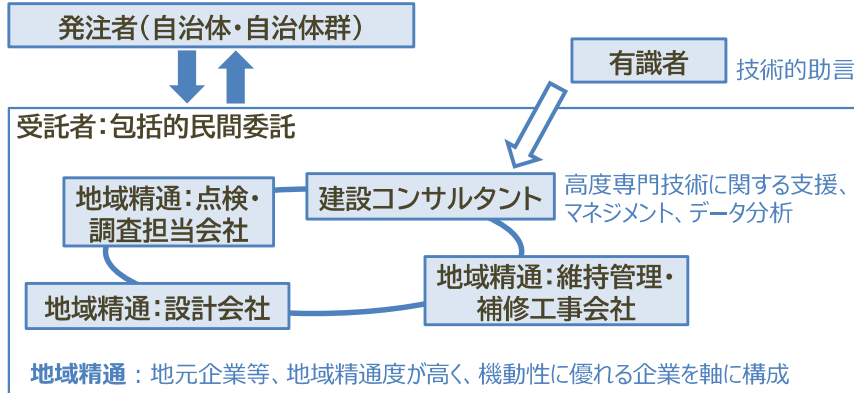 発注者（自治体・自治体群）
有識者
技術的助言
受託者：包括的民間委託
地域精通：点検・
調査担当会社
建設コンサルタント
高度専門技術に関する支援、
マネジメント、データ分析
地域精通：設計会社
地域精通：維持管理・
補修工事会社
地域精通：地元企業等、地域精通度が高く、機動性に優れる企業を軸に構成